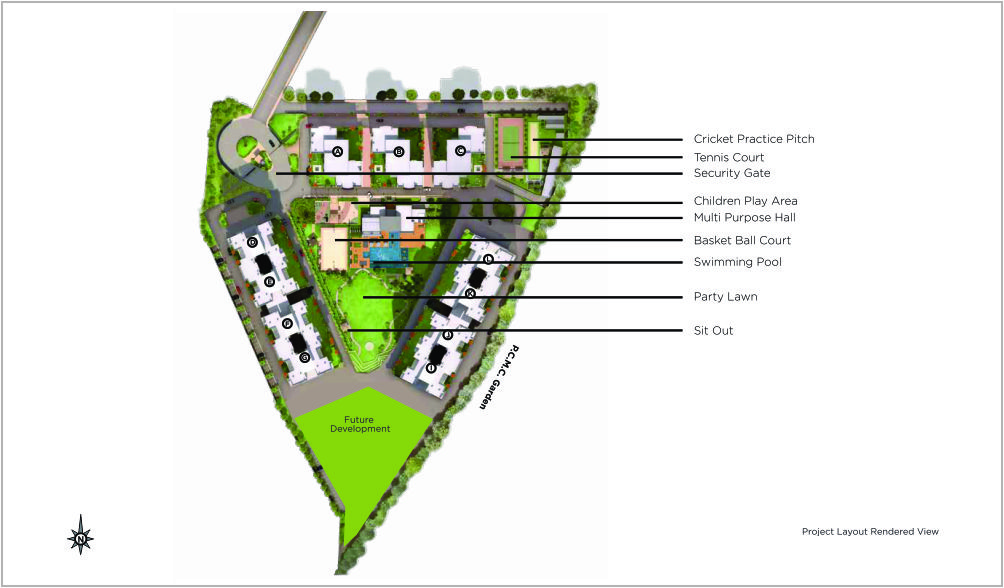 A
B
C
Cricket Practice Pitch
Tennis Court
Security Gate
Children Play Area
Multi Purpose Hall
Basket Ball Court
Swimming Pool
Party Lawn
Sit Out
D
E
F
G
L
K
J
I
P.C.M.C. Garden
Future
Development
N
Project Layout Rendered View